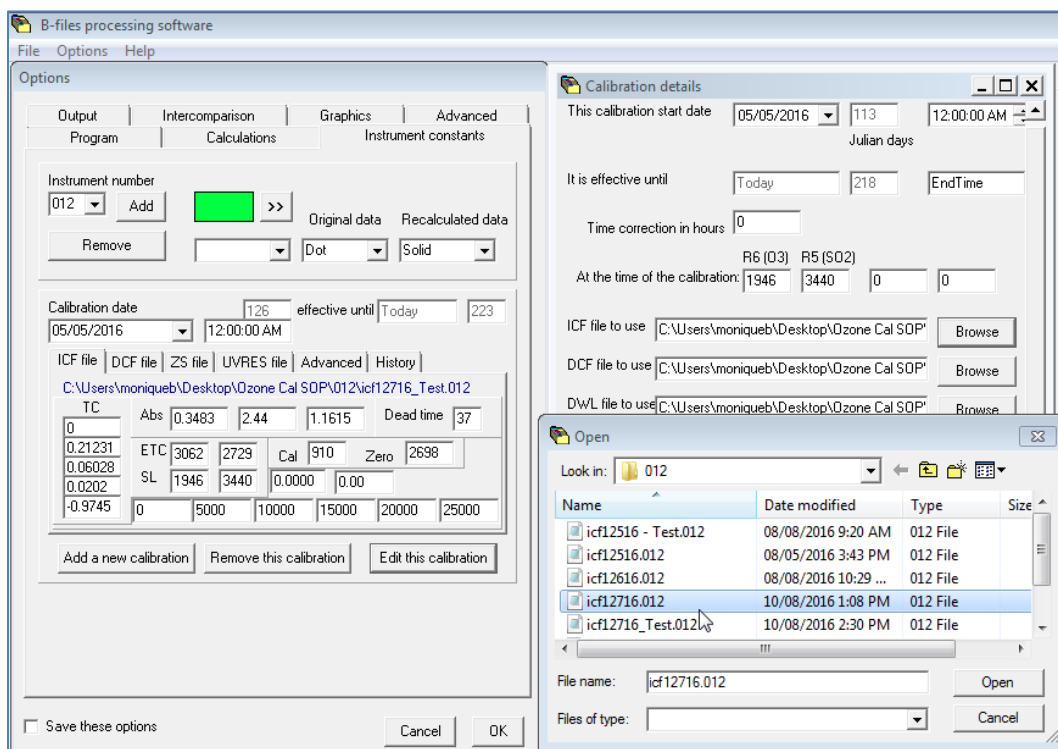 B-files processing software
File Options Help
Options
Output Intercomparison Graphics Advanced
Program Calculations Instrument constants
Instrument number
012 Add >>
Original data Recalculated data
Remove Dot Solid
Calibration date 126 effective until Today 223
05/05/2016 12:00:00 AM
ICF file DCF file ZS file UVRES file Advanced History
C:\Users\moniqueb\Desktop\Ozone Cal SOP\012\icf12716_Test.012
TC
0
0.21231
0.06028
0.0202
-0.9745
Abs 0.3483 2.44 1.1615 Dead time 37
ETC 3062 2729 Cal 910 Zero 2698
SL 1946 3440 0.0000 0.00
0 5000 10000 15000 20000 25000
Add a new calibration Remove this calibration Edit this calibration
Save these options Cancel OK
Calibration details
This calibration start date 05/05/2016 113 12:00:00 AM
Julian days
It is effective until Today 218 EndTime
Time correction in hours 0
R6 (O3) R5 (SO2)
At the time of the calibration: 1946 3440 0 0
ICF file to use C:\Users\moniqueb\Desktop\Ozone Cal SOP' Browse
DCF file to use C:\Users\moniqueb\Desktop\Ozone Cal SOP' Browse
DWL file to use C:\Users\moniqueb\Desktop\Ozone Cal SOP' Browse
Open
Look in: 012
Name Date modified Type Size
icf12516 - Test.012 08/08/2016 9:20 AM 012 File
icf12516.012 08/05/2016 3:43 PM 012 File
icf12616.012 08/08/2016 10:29 ... 012 File
icf12716.012 10/08/2016 1:08 PM 012 File
icf12716_Test.012 10/08/2016 2:30 PM 012 File
File name: icf12716.012 Open
Files of type: Cancel